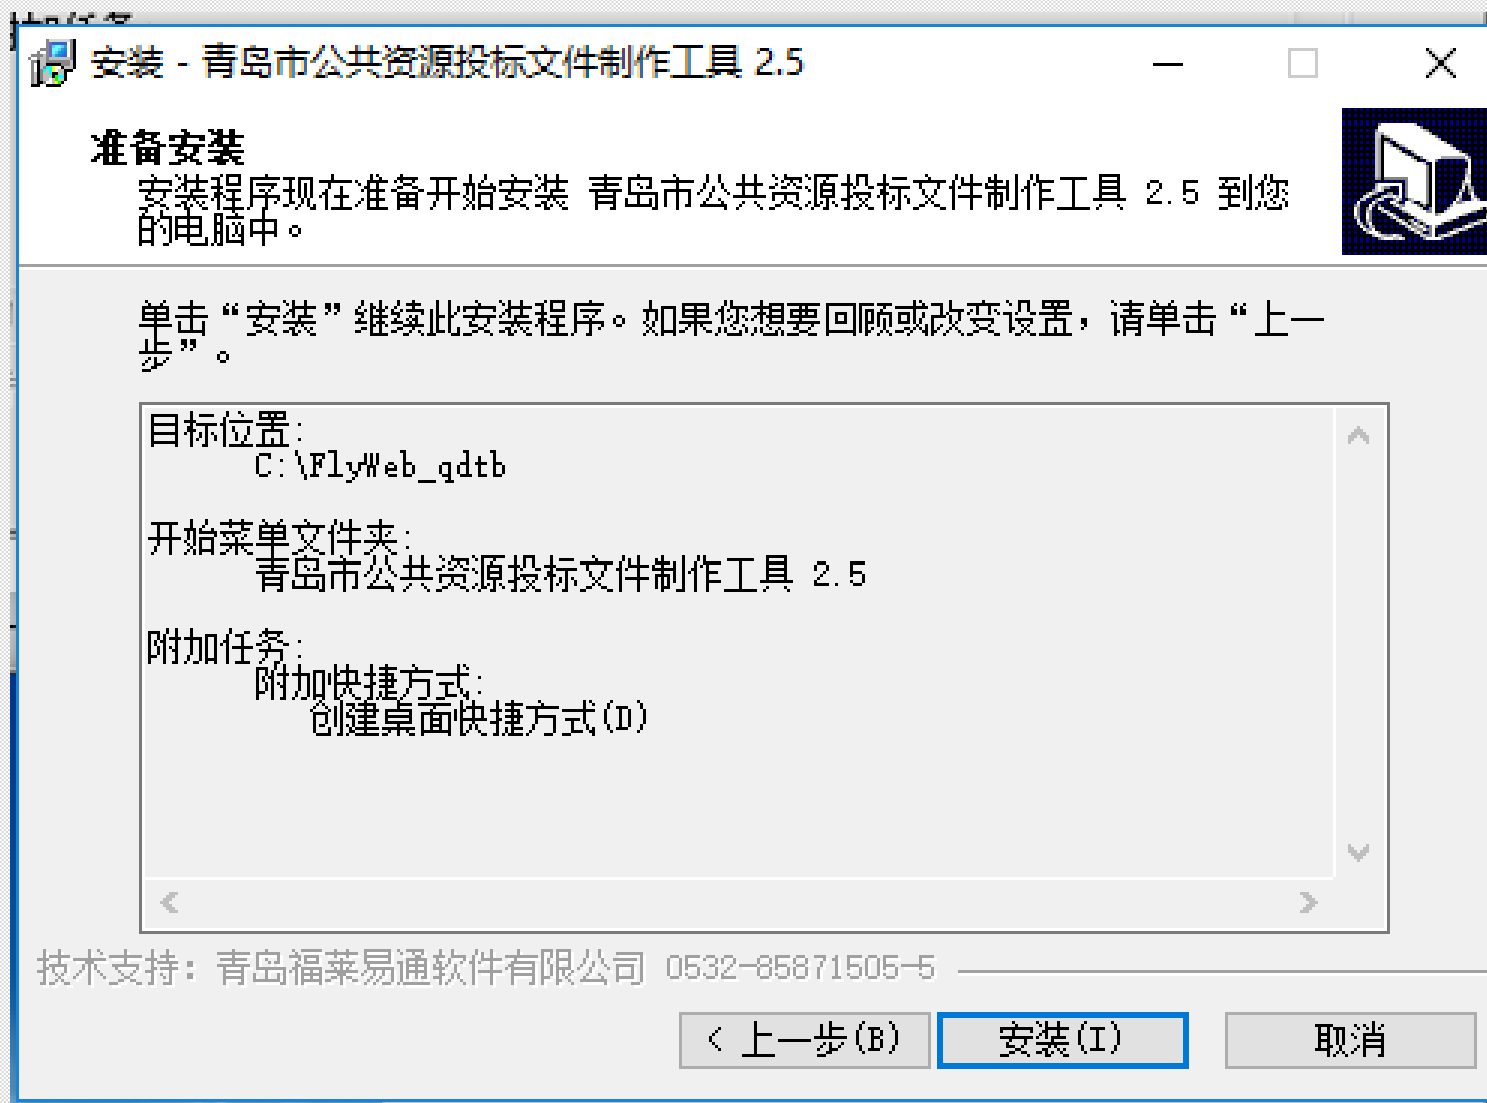 安装 - 青岛市公共资源投标文件制作工具 2.5
准备安装
安装程序现在准备开始安装 青岛市公共资源投标文件制作工具 2.5 到您
的电脑中。
单击“安装”继续此安装程序。如果您想要回顾或改变设置，请单击“上一
步”。
目标位置:
C:\FlyWeb_qdtb
开始菜单文件夹:
青岛市公共资源投标文件制作工具 2.5
附加任务:
附加快捷方式:
创建桌面快捷方式(D)
技术支持: 青岛福莱易通软件有限公司 0532-85871505-5
< 上一步(B)
安装(I)
取消